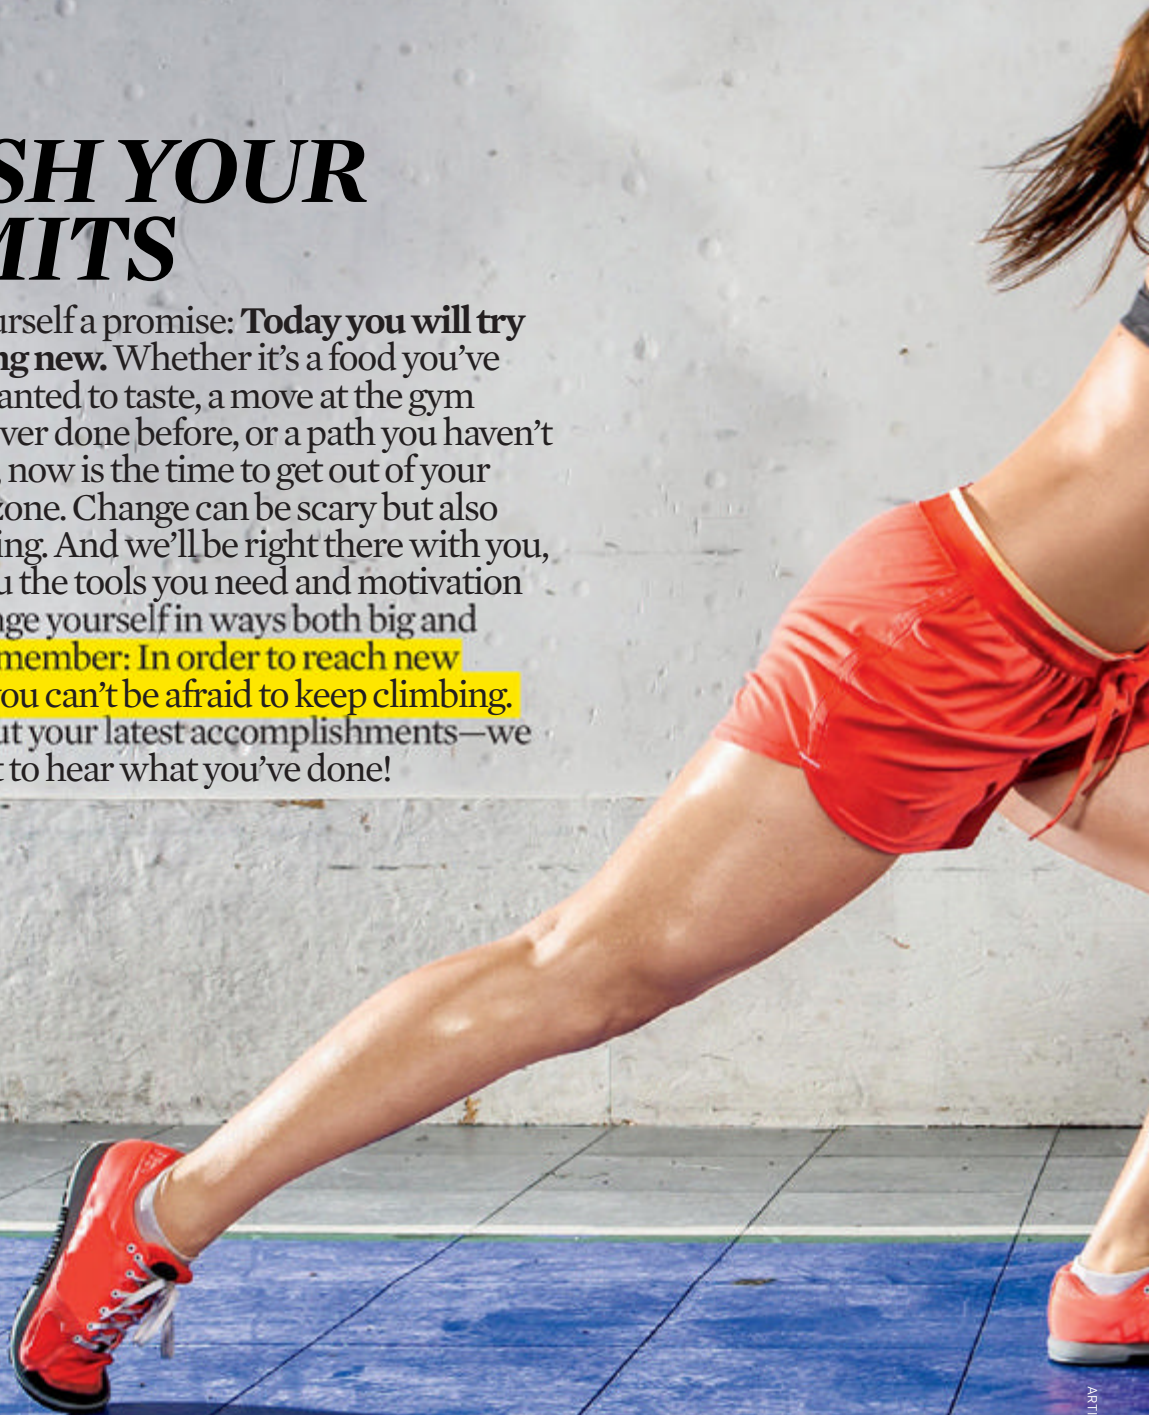 SH YOUR
MITS
urself a promise: Today you will try
ng new. Whether it’s a food you’ve
anted to taste, a move at the gym
ver done before, or a path you haven’t
, now is the time to get out of your
zone. Change can be scary but also
ing. And we’ll be right there with you,
u the tools you need and motivation
nge yourself in ways both big and
member: In order to reach new
you can’t be afraid to keep climbing.
ut your latest accomplishments—we
t to hear what you’ve done!
ARTI